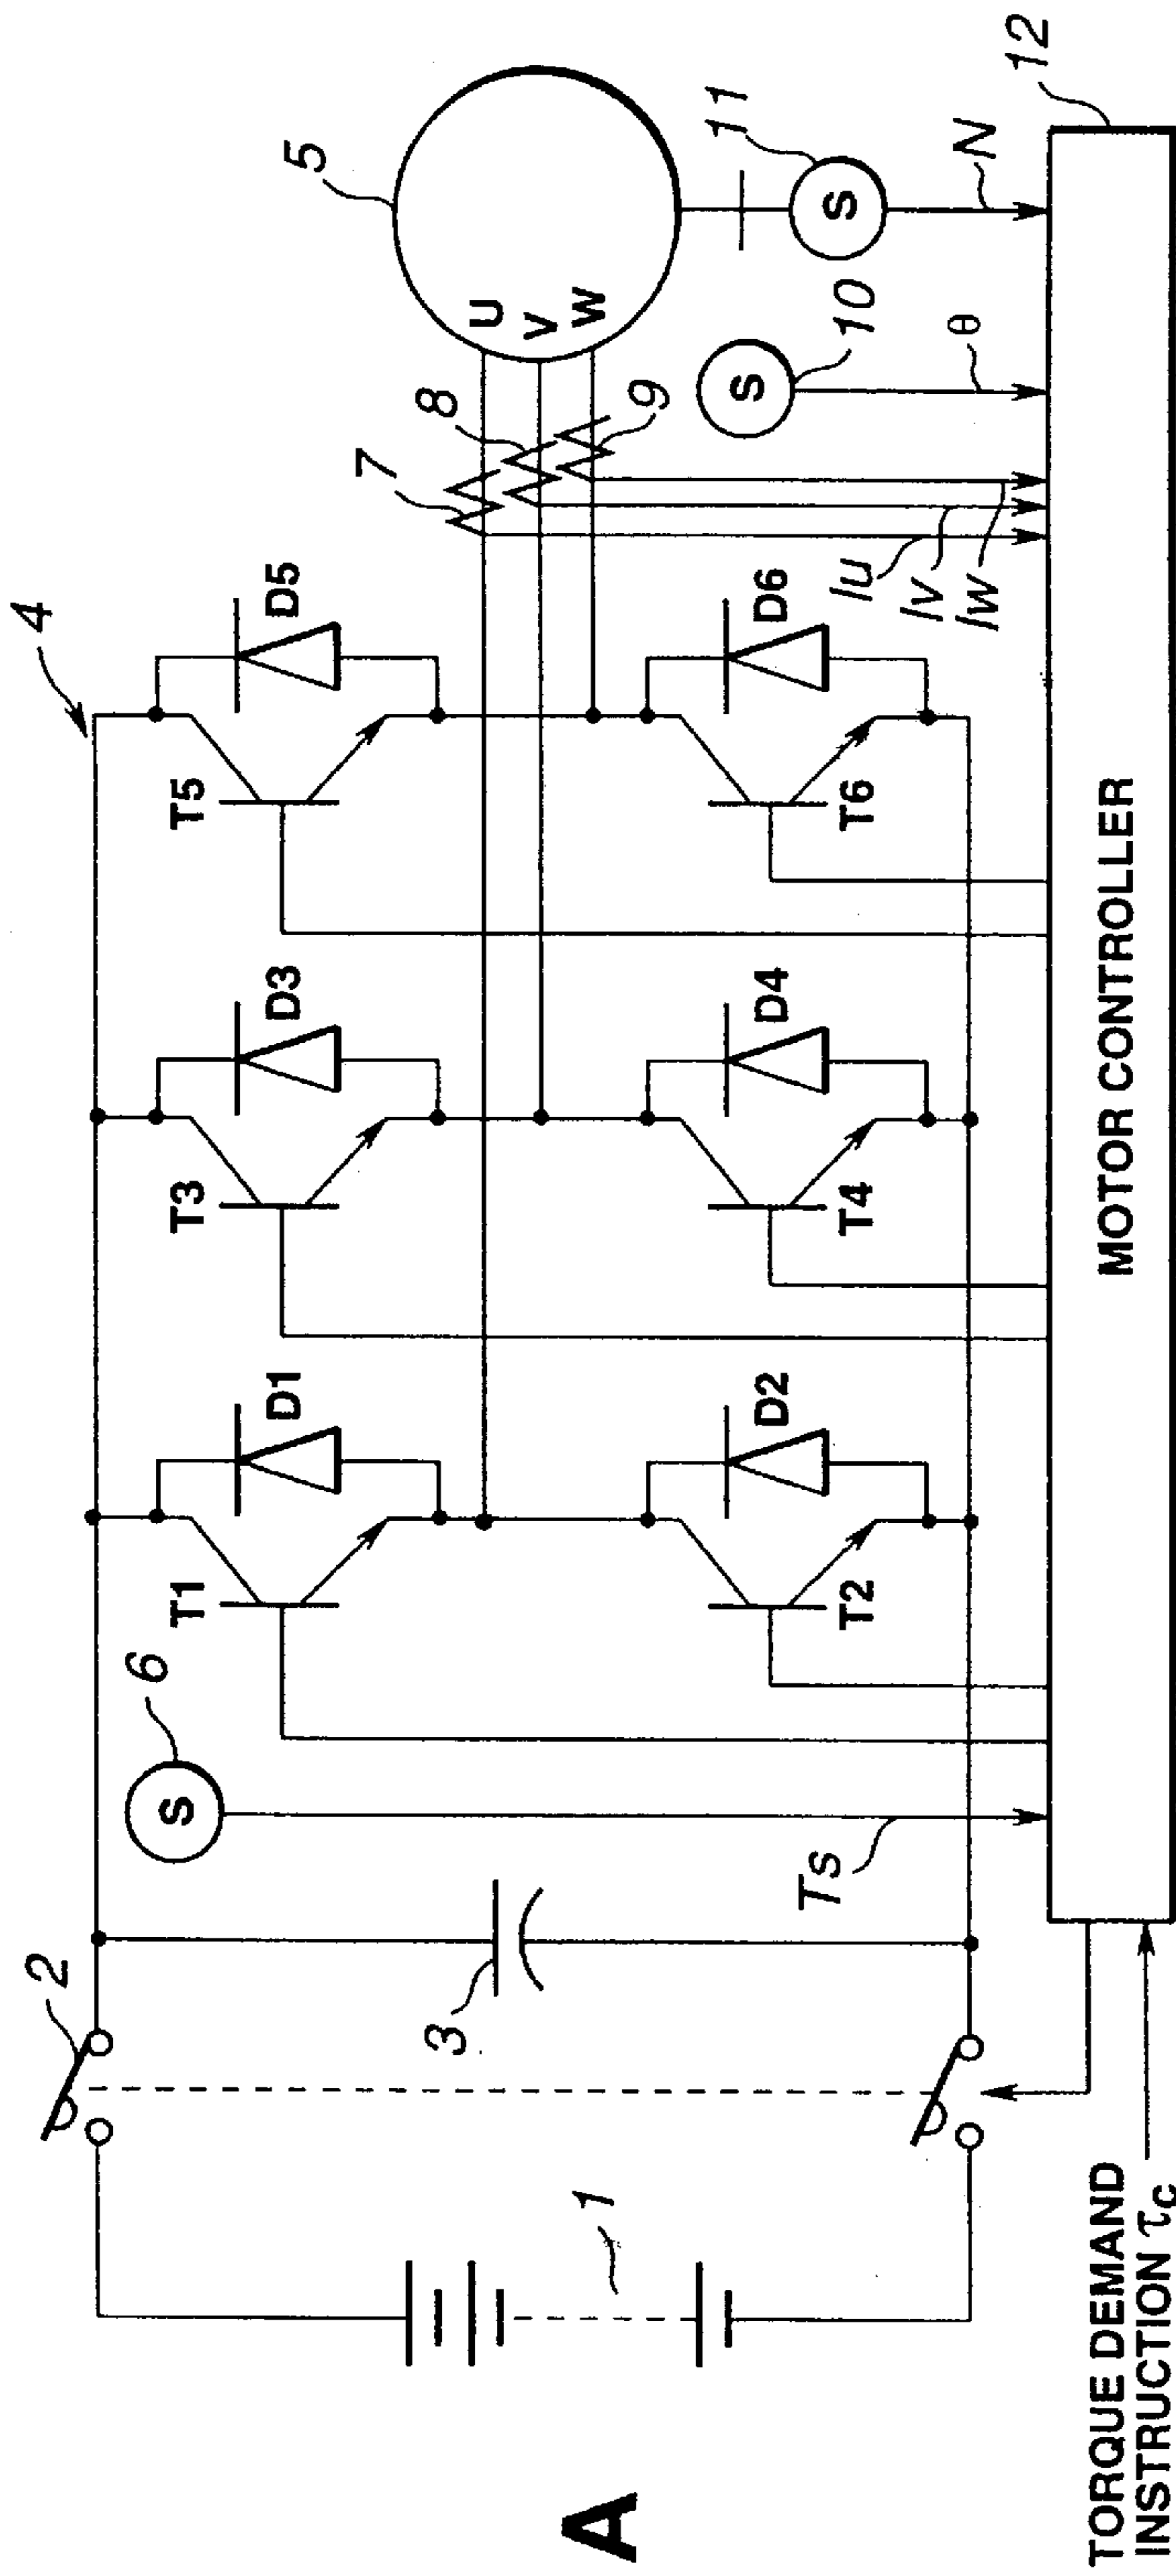 A
1
2
3
4
5
6
7
8
9
10
11
12
S
S
S
T1
D1
T3
D3
T5
D5
T2
D2
T4
D4
T6
D6
U
V
W
Ts
Iu
Iv
Iw
θ
N
MOTOR CONTROLLER
TORQUE DEMAND
INSTRUCTION τc